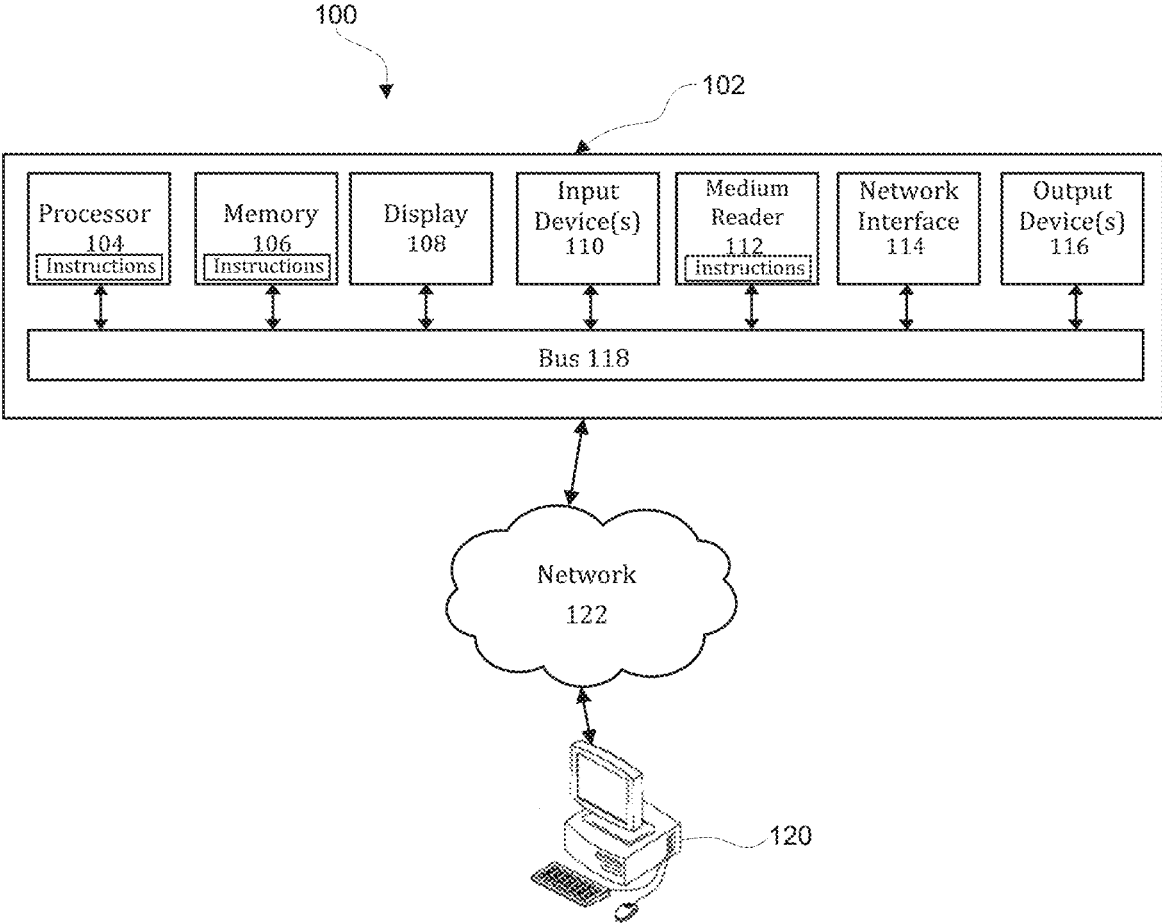 100
102
Processor
104
Instructions
Memory
106
Instructions
Display
108
Input
Device(s)
110
Medium
Reader
112
Instructions
Network
Interface
114
Output
Device(s)
116
Bus 118
Network
122
120